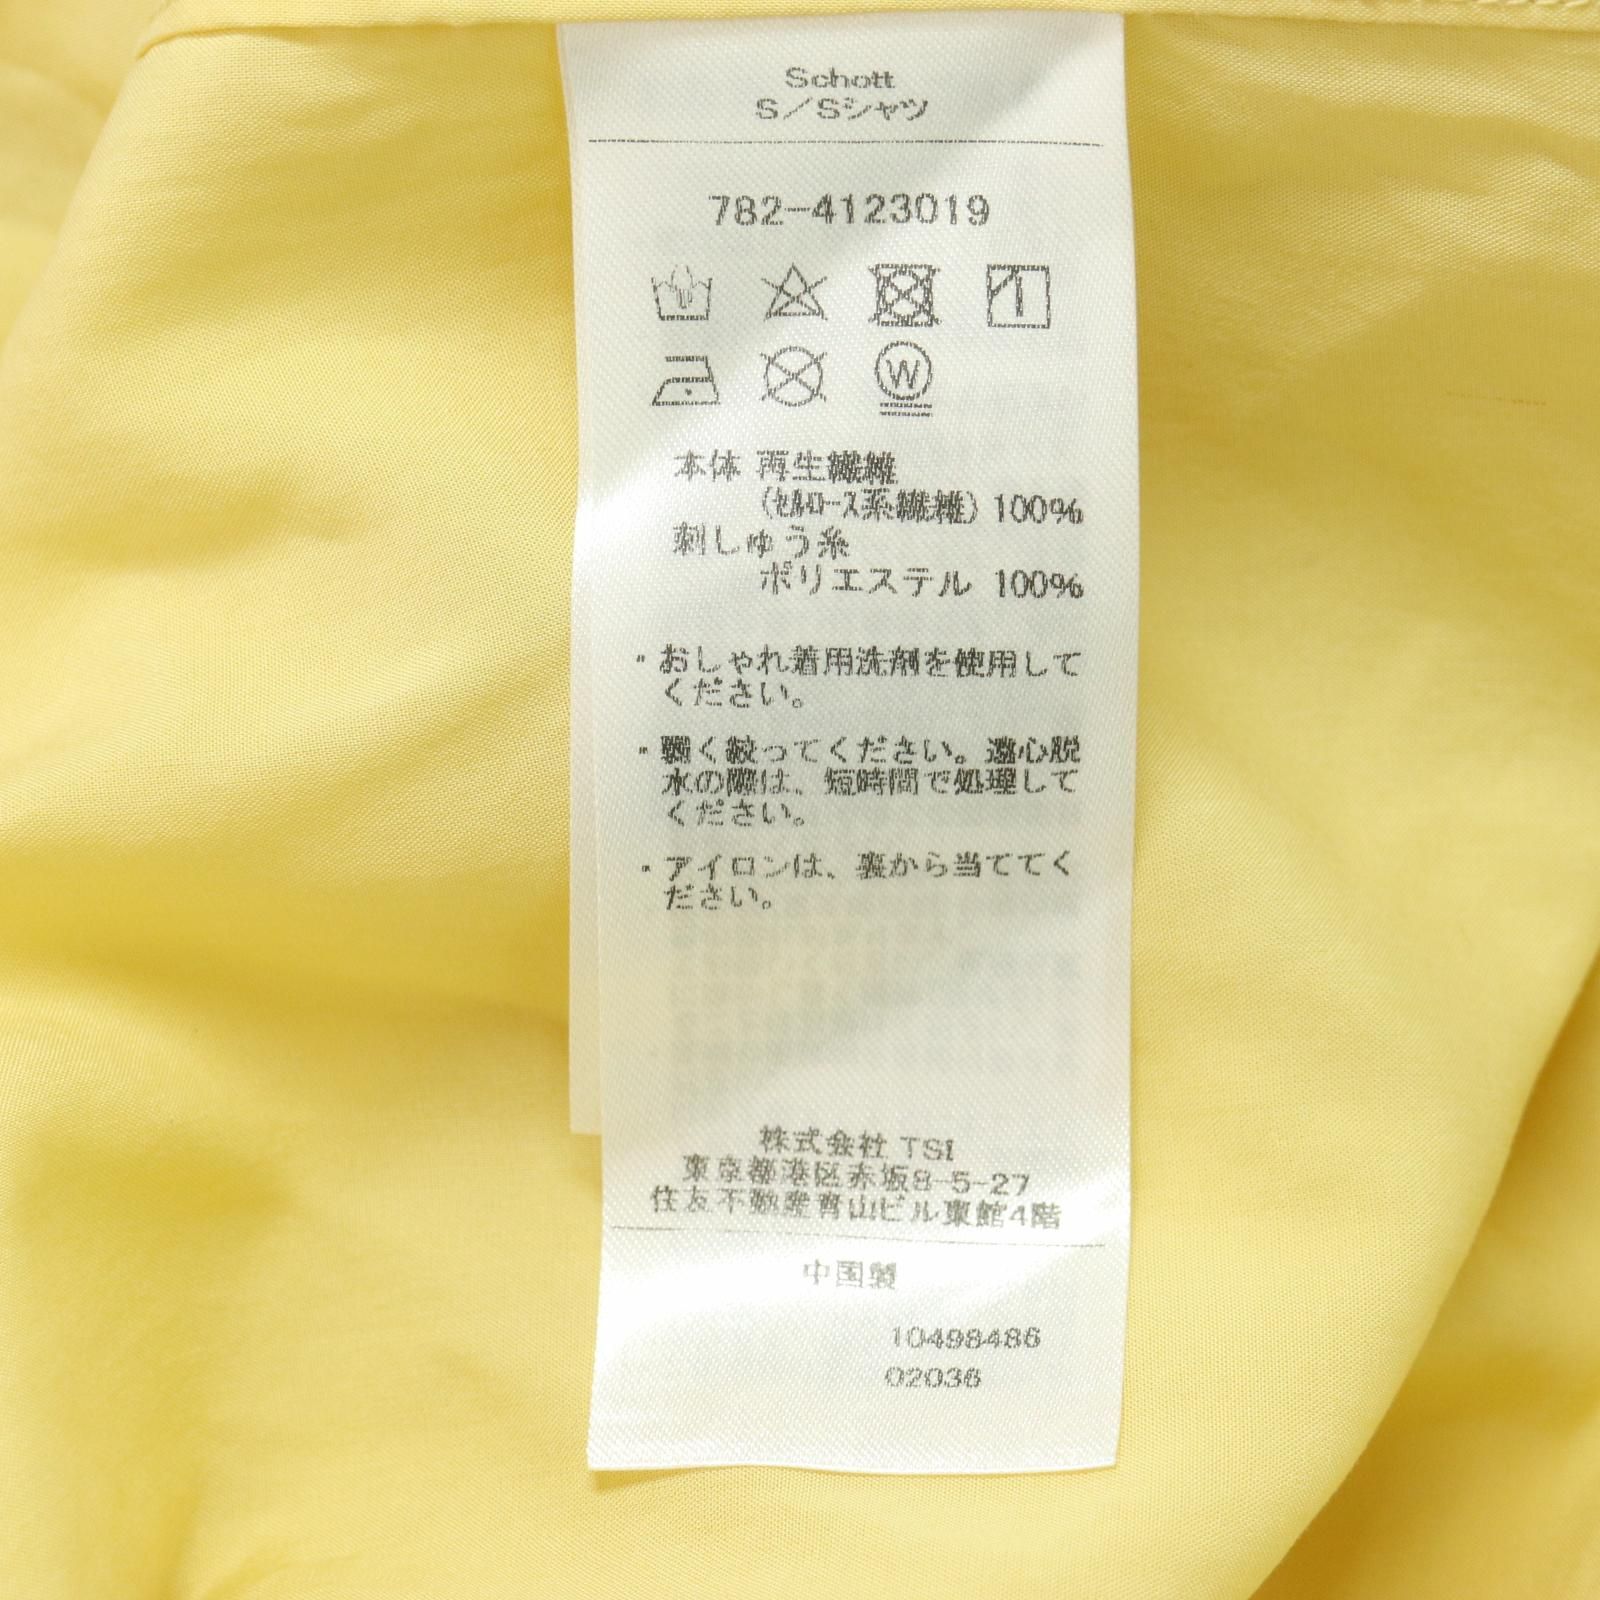 Schott
S／Sシャツ
782-4123019
W
本体 再生繊維
(ｾﾙﾛｰｽ系繊維) 100%
刺しゅう糸
ポリエステル 100%
・おしゃれ着用洗剤を使用して
ください。
・弱く絞ってください。遠心脱
水の際は、短時間で処理して
ください。
・アイロンは、裏から当ててく
ださい。
株式会社 TSI
東京都港区赤坂8-5-27
住友不動産青山ビル東館4階
中国製
10498486
02036